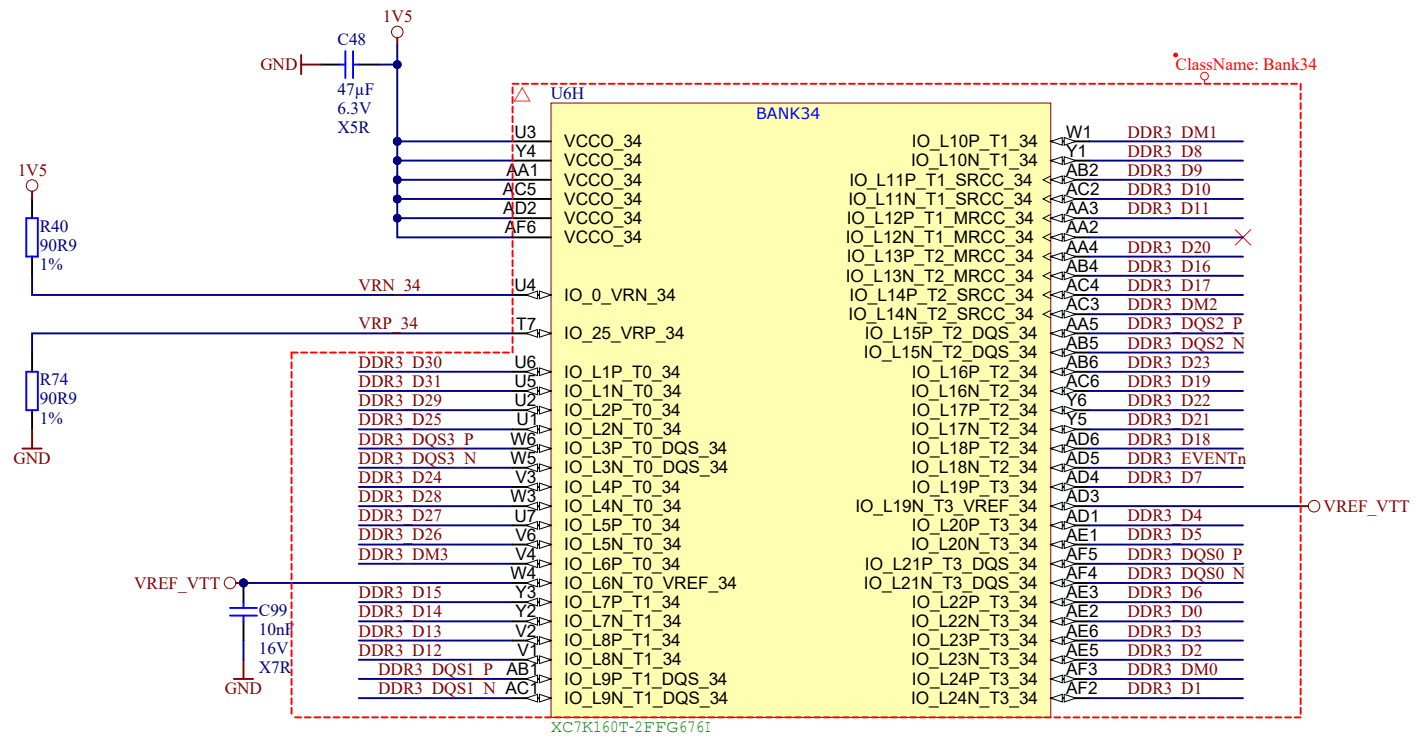 1V5
C48
GND
47µF
6.3V
X5R
ClassName: Bank34
U6H
BANK34
U3 VCCO_34
Y4 VCCO_34
AA1 VCCO_34
AC5 VCCO_34
AD2 VCCO_34
AF6 VCCO_34
1V5
R40
90R9
1%
VRN_34 U4 IO_0_VRN_34
VRP_34 T7 IO_25_VRP_34
R74
90R9
1%
GND
DDR3_D30 U6 IO_L1P_T0_34
DDR3_D31 U5 IO_L1N_T0_34
DDR3_D29 U2 IO_L2P_T0_34
DDR3_D25 U1 IO_L2N_T0_34
DDR3_DQS3_P W6 IO_L3P_T0_DQS_34
DDR3_DQS3_N W5 IO_L3N_T0_DQS_34
DDR3_D24 V3 IO_L4P_T0_34
DDR3_D28 W3 IO_L4N_T0_34
DDR3_D27 U7 IO_L5P_T0_34
DDR3_D26 V6 IO_L5N_T0_34
DDR3_DM3 V4 IO_L6P_T0_34
VREF_VTT W4 IO_L6N_T0_VREF_34
C99
10nF
16V
X7R
GND
DDR3_D15 Y3 IO_L7P_T1_34
DDR3_D14 Y2 IO_L7N_T1_34
DDR3_D13 V2 IO_L8P_T1_34
DDR3_D12 V1 IO_L8N_T1_34
DDR3_DQS1_P AB1 IO_L9P_T1_DQS_34
DDR3_DQS1_N AC1 IO_L9N_T1_DQS_34
IO_L10P_T1_34 W1 DDR3_DM1
IO_L10N_T1_34 Y1 DDR3_D8
IO_L11P_T1_SRCC_34 AB2 DDR3_D9
IO_L11N_T1_SRCC_34 AC2 DDR3_D10
IO_L12P_T1_MRCC_34 AA3 DDR3_D11
IO_L12N_T1_MRCC_34 AA2
IO_L13P_T2_MRCC_34 AA4 DDR3_D20
IO_L13N_T2_MRCC_34 AB4 DDR3_D16
IO_L14P_T2_SRCC_34 AC4 DDR3_D17
IO_L14N_T2_SRCC_34 AC3 DDR3_DM2
IO_L15P_T2_DQS_34 AA5 DDR3_DQS2_P
IO_L15N_T2_DQS_34 AB5 DDR3_DQS2_N
IO_L16P_T2_34 AB6 DDR3_D23
IO_L16N_T2_34 AC6 DDR3_D19
IO_L17P_T2_34 Y6 DDR3_D22
IO_L17N_T2_34 Y5 DDR3_D21
IO_L18P_T2_34 AD6 DDR3_D18
IO_L18N_T2_34 AD5 DDR3_EVENTn
IO_L19P_T3_34 AD4 DDR3_D7
IO_L19N_T3_VREF_34 AD3 VREF_VTT
IO_L20P_T3_34 AD1 DDR3_D4
IO_L20N_T3_34 AE1 DDR3_D5
IO_L21P_T3_DQS_34 AF5 DDR3_DQS0_P
IO_L21N_T3_DQS_34 AF4 DDR3_DQS0_N
IO_L22P_T3_34 AE3 DDR3_D6
IO_L22N_T3_34 AE2 DDR3_D0
IO_L23P_T3_34 AE6 DDR3_D3
IO_L23N_T3_34 AE5 DDR3_D2
IO_L24P_T3_34 AF3 DDR3_DM0
IO_L24N_T3_34 AF2 DDR3_D1
XC7K160T-2FFG676I